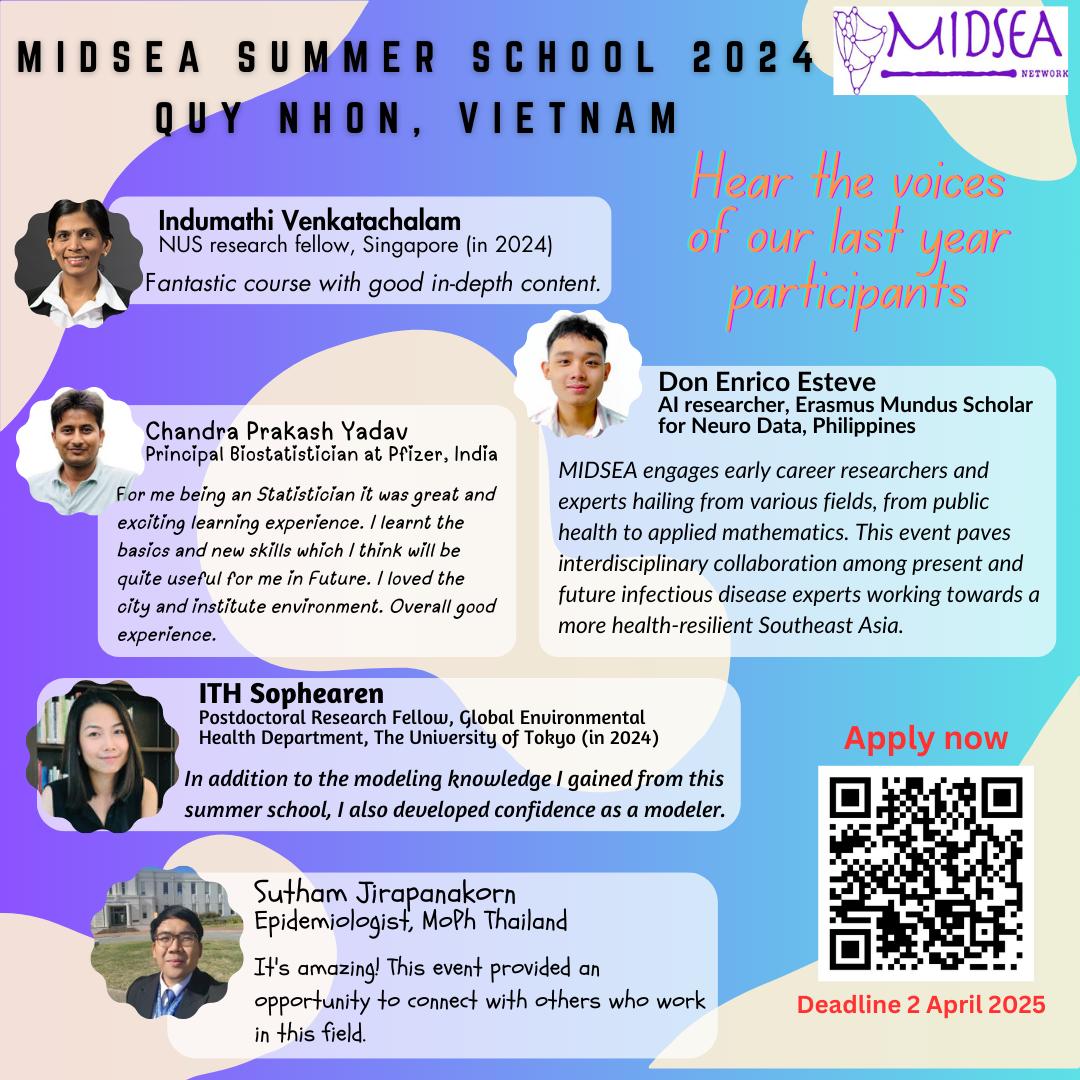 MIDSEA SUMMER SCHOOL 2024
QUY NHON, VIETNAM
MIDSEA
NETWORK
Hear the voices
of our last year
participants
Indumathi Venkatachalam
NUS research fellow, Singapore (in 2024)
Fantastic course with good in-depth content.
Don Enrico Esteve
AI researcher, Erasmus Mundus Scholar
for Neuro Data, Philippines
MIDSEA engages early career researchers and
experts hailing from various fields, from public
health to applied mathematics. This event paves
interdisciplinary collaboration among present and
future infectious disease experts working towards a
more health-resilient Southeast Asia.
Chandra Prakash Yadav
Principal Biostatistician at Pfizer, India
For me being an Statistician it was great and
exciting learning experience. I learnt the
basics and new skills which I think will be
quite useful for me in Future. I loved the
city and institute environment. Overall good
experience.
ITH Sophearen
Postdoctoral Research Fellow, Global Environmental
Health Department, The University of Tokyo (in 2024)
In addition to the modeling knowledge I gained from this
summer school, I also developed confidence as a modeler.
Sutham Jirapanakorn
Epidemiologist, MoPh Thailand
It's amazing! This event provided an
opportunity to connect with others who work
in this field.
Apply now
Deadline 2 April 2025